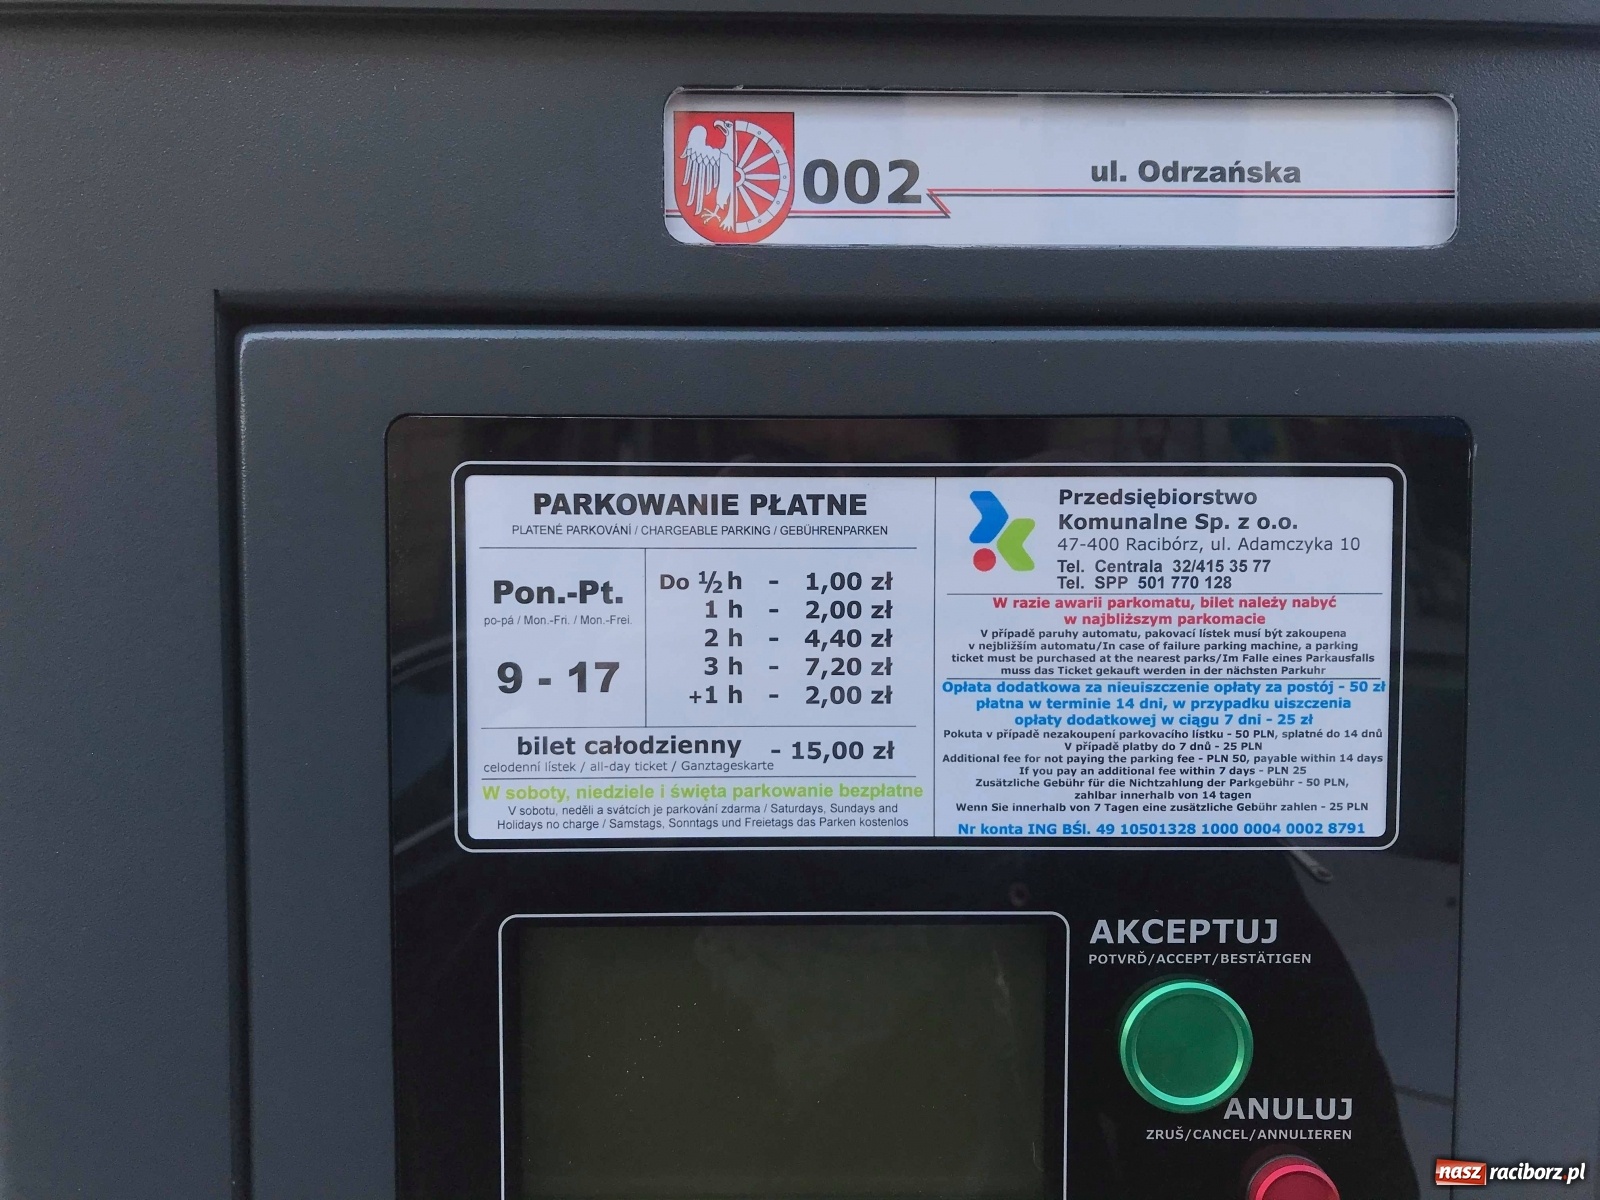 002
ul. Odrzańska
PARKOWANIE PŁATNE
PLATENÉ PARKOVÁNÍ / CHARGEABLE PARKING / GEBÜHRENPARKEN
Pon.-Pt.
po-pá / Mon.-Fri. / Mon.-Frei.
9 - 17
Do ½ h - 1,00 zł
1 h - 2,00 zł
2 h - 4,40 zł
3 h - 7,20 zł
+1 h - 2,00 zł
bilet całodzienny - 15,00 zł
celodenní lístek / all-day ticket / Ganztageskarte
W soboty, niedziele i święta parkowanie bezpłatne
V sobotu, neděli a svátcích je parkování zdarma / Saturdays, Sundays and
Holidays no charge / Samstags, Sonntags und Freietags das Parken kostenlos
Przedsiębiorstwo
Komunalne Sp. z o.o.
47-400 Racibórz, ul. Adamczyka 10
Tel. Centrala 32/415 35 77
Tel. SPP 501 770 128
W razie awarii parkomatu, bilet należy nabyć
w najbliższym parkomacie
V případě paruhy automatu, pakovací lístek musí být zakoupena
v nejbližším automatu/In case of failure parking machine, a parking
ticket must be purchased at the nearest parks/Im Falle eines Parkausfalls
muss das Ticket gekauft werden in der nächsten Parkuhr
Opłata dodatkowa za nieuiszczenie opłaty za postój - 50 zł
płatna w terminie 14 dni, w przypadku uiszczenia
opłaty dodatkowej w ciągu 7 dni - 25 zł
Pokuta v případě nezakoupení parkovacího lístku - 50 PLN, splatné do 14 dnů
V případě platby do 7 dnů - 25 PLN
Additional fee for not paying the parking fee - PLN 50, payable within 14 days
If you pay an additional fee within 7 days - PLN 25
Zusätzliche Gebühr für die Nichtzahlung der Parkgebühr - 50 PLN,
zahlbar innerhalb von 14 tagen
Wenn Sie innerhalb von 7 Tagen eine zusätzliche Gebühr zahlen - 25 PLN
Nr konta ING BŚl. 49 10501328 1000 0004 0002 8791
AKCEPTUJ
POTVRĎ/ACCEPT/BESTÄTIGEN
ANULUJ
ZRUŠ/CANCEL/ANNULIEREN
nasz raciborz.pl